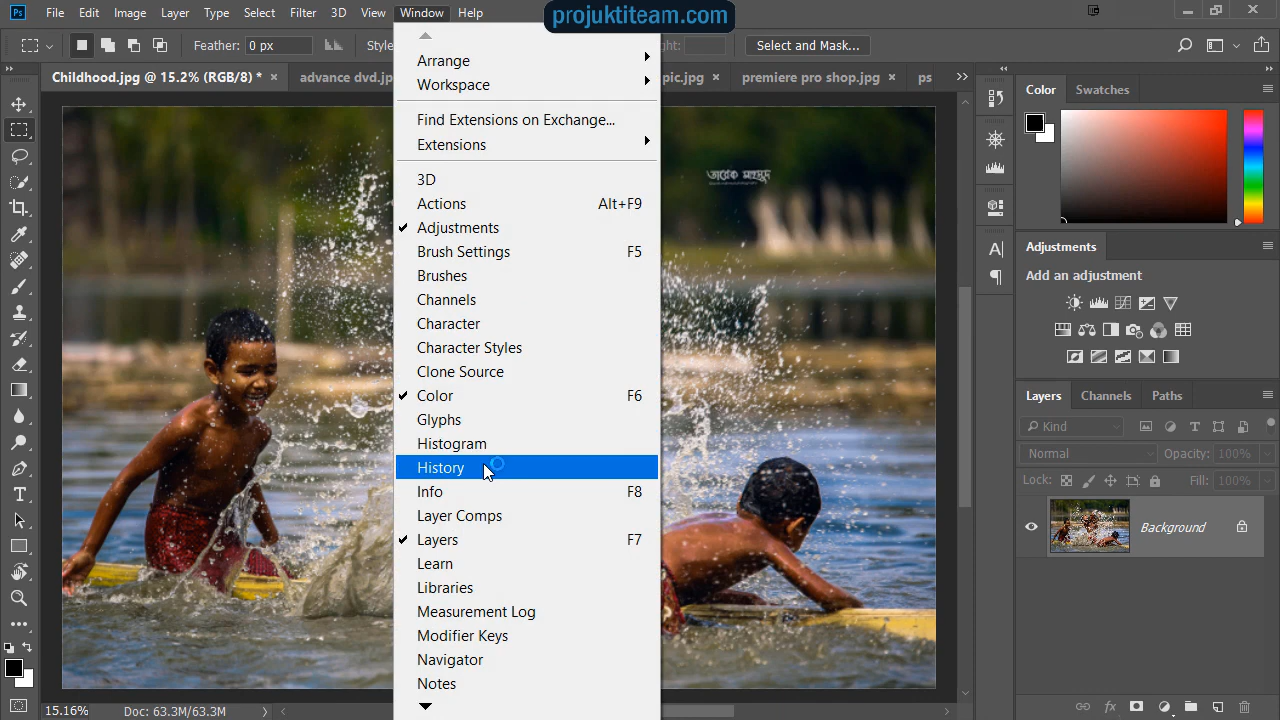 Ps File Edit Image Layer Type Select Filter 3D View Window Help
projuktiteam.com
Feather: 0 px Style
Select and Mask...
Childhood.jpg @ 15.2% (RGB/8) * × advance dvd.jp pic.jpg × premiere pro shop.jpg × ps
Arrange
Workspace
Find Extensions on Exchange...
Extensions
3D
Actions Alt+F9
Adjustments
Brush Settings F5
Brushes
Channels
Character
Character Styles
Clone Source
Color F6
Glyphs
Histogram
History
Info F8
Layer Comps
Layers F7
Learn
Libraries
Measurement Log
Modifier Keys
Navigator
Notes
তারেক মাহমুদ
Color Swatches
Adjustments
Add an adjustment
Layers Channels Paths
Kind
Normal Opacity: 100%
Lock: Fill: 100%
Background
15.16% Doc: 63.3M/63.3M